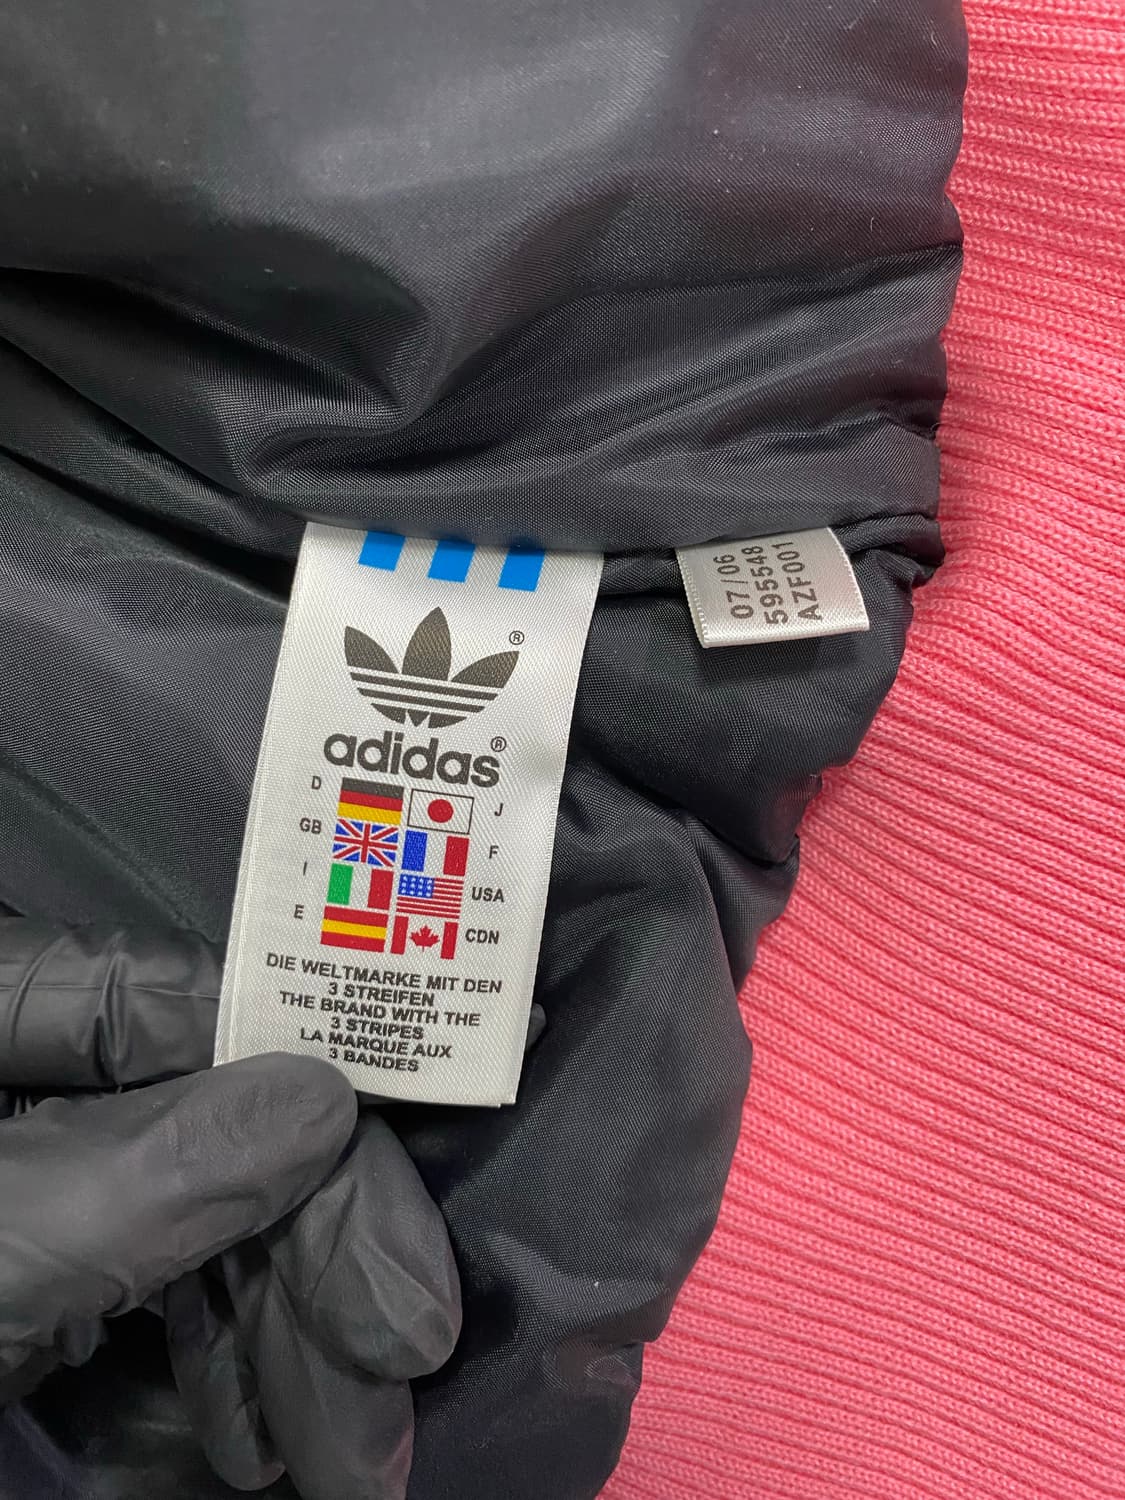 ®
adidas®
D
J
GB
F
I
USA
E
CDN
DIE WELTMARKE MIT DEN
3 STREIFEN
THE BRAND WITH THE
3 STRIPES
LA MARQUE AUX
3 BANDES
07/06
595548
AZF001